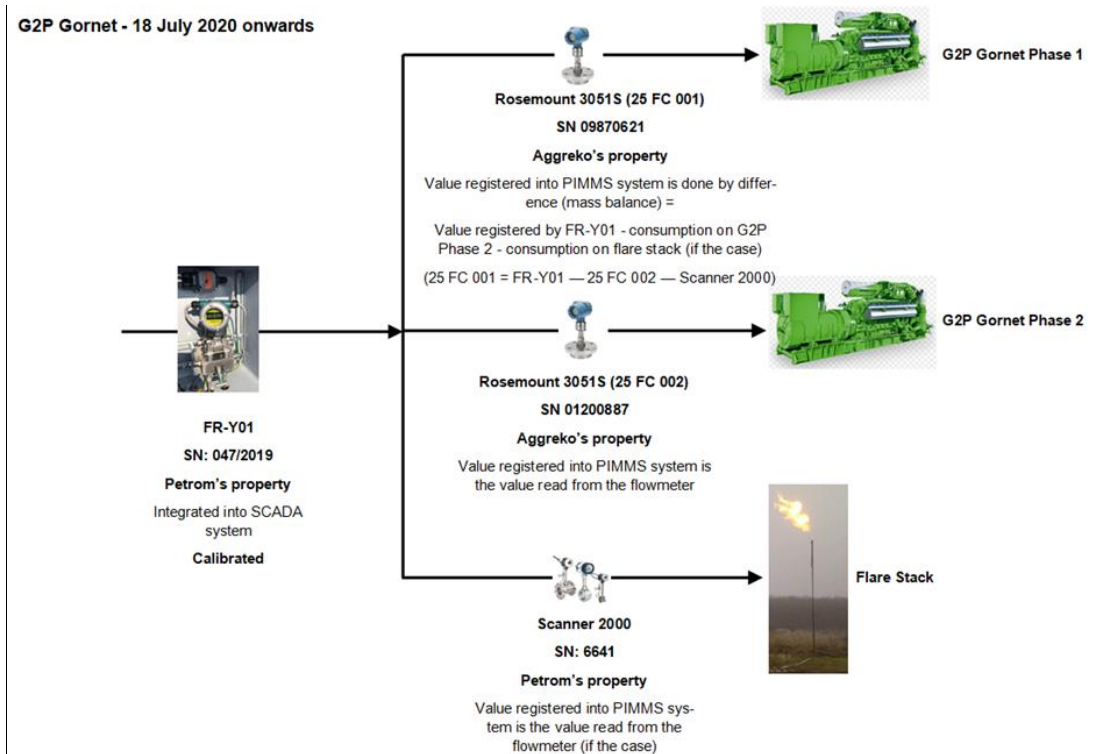 G2P Gornet - 18 July 2020 onwards
G2P Gornet Phase 1
Rosemount 3051S (25 FC 001)
SN 09870621
Aggreko's property
Value registered into PIMMS system is done by differ-
ence (mass balance) =
Value registered by FR-Y01 - consumption on G2P
Phase 2 - consumption on flare stack (if the case)
(25 FC 001 = FR-Y01 — 25 FC 002 — Scanner 2000)
G2P Gornet Phase 2
Rosemount 3051S (25 FC 002)
SN 01200887
Aggreko's property
Value registered into PIMMS system is
the value read from the flowmeter
FR-Y01
SN: 047/2019
Petrom's property
Integrated into SCADA
system
Calibrated
Flare Stack
Scanner 2000
SN: 6641
Petrom's property
Value registered into PIMMS sys-
tem is the value read from the
flowmeter (if the case)